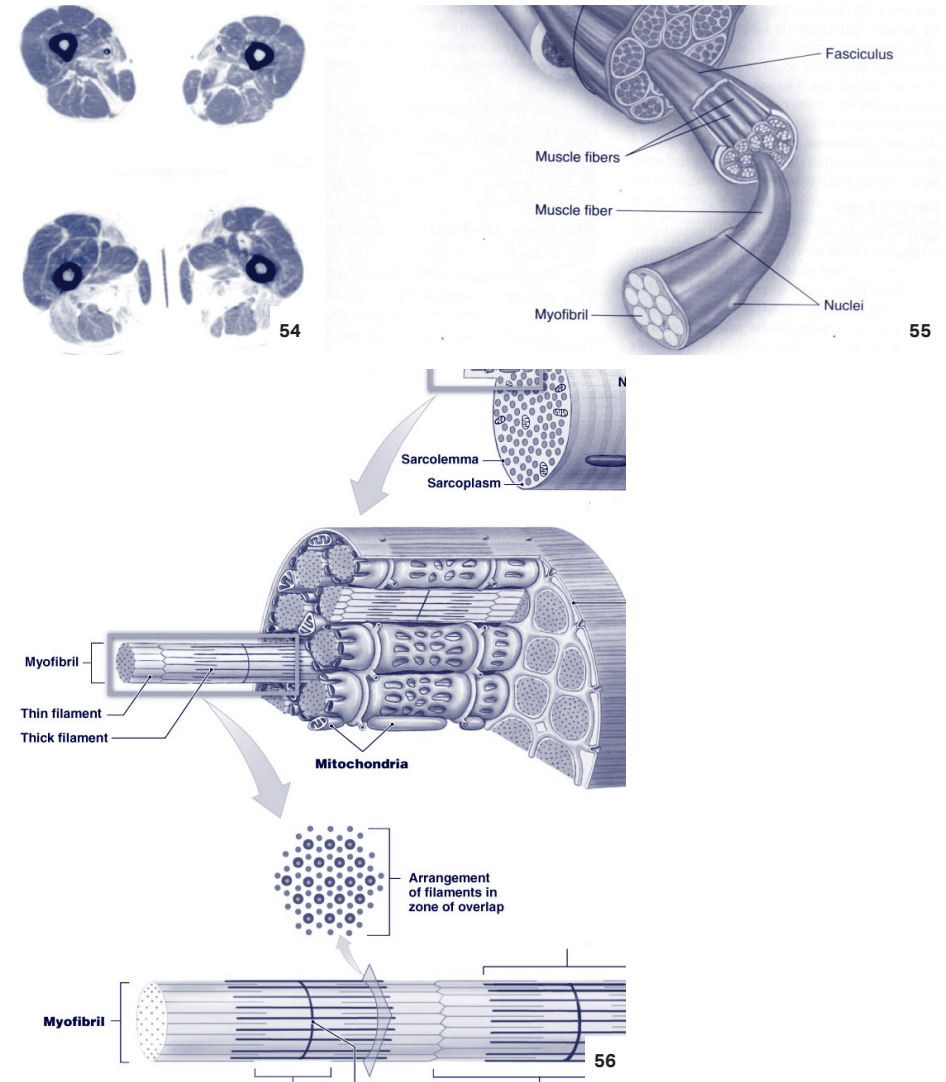 54
Fasciculus
Muscle fibers
Muscle fiber
Nuclei
Myofibril
55
N
Sarcolemma
Sarcoplasm
Myofibril
Thin filament
Thick filament
Mitochondria
Arrangement
of filaments in
zone of overlap
Myofibril
56